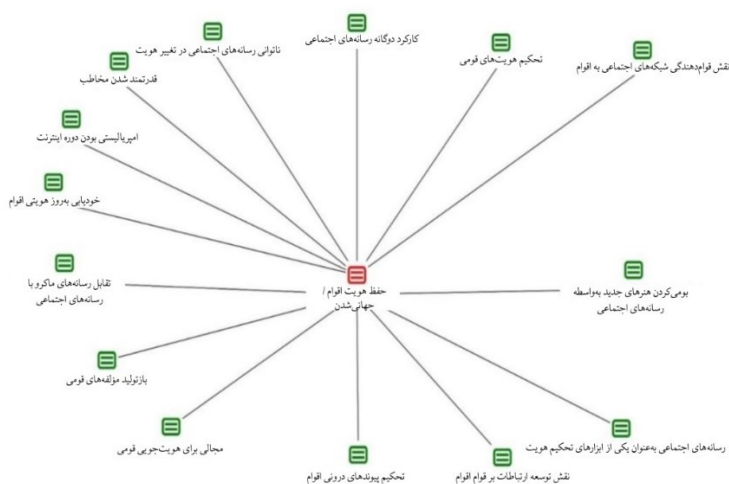 کارکرد دوگانه رسانه‌های اجتماعی
ناتوانی رسانه‌های اجتماعی در تغییر هویت
تحکیم هویت‌های قومی
نقش قوام‌دهندگی شبکه‌های اجتماعی به اقوام
قدرتمند شدن مخاطب
امپریالیستی بودن دوره اینترنت
خودیابی به‌روز هویتی اقوام
حفظ هویت اقوام /
جهانی‌شدن
تقابل رسانه‌های ماکرو با
رسانه‌های اجتماعی
بومی‌کردن هنرهای جدید به‌واسطه
رسانه‌های اجتماعی
بازتولید مؤلفه‌های قومی
مجالی برای هویت‌جویی قومی
تحکیم پیوندهای درونی اقوام
نقش توسعه ارتباطات بر قوام اقوام
رسانه‌های اجتماعی به‌عنوان یکی از ابزارهای تحکیم هویت